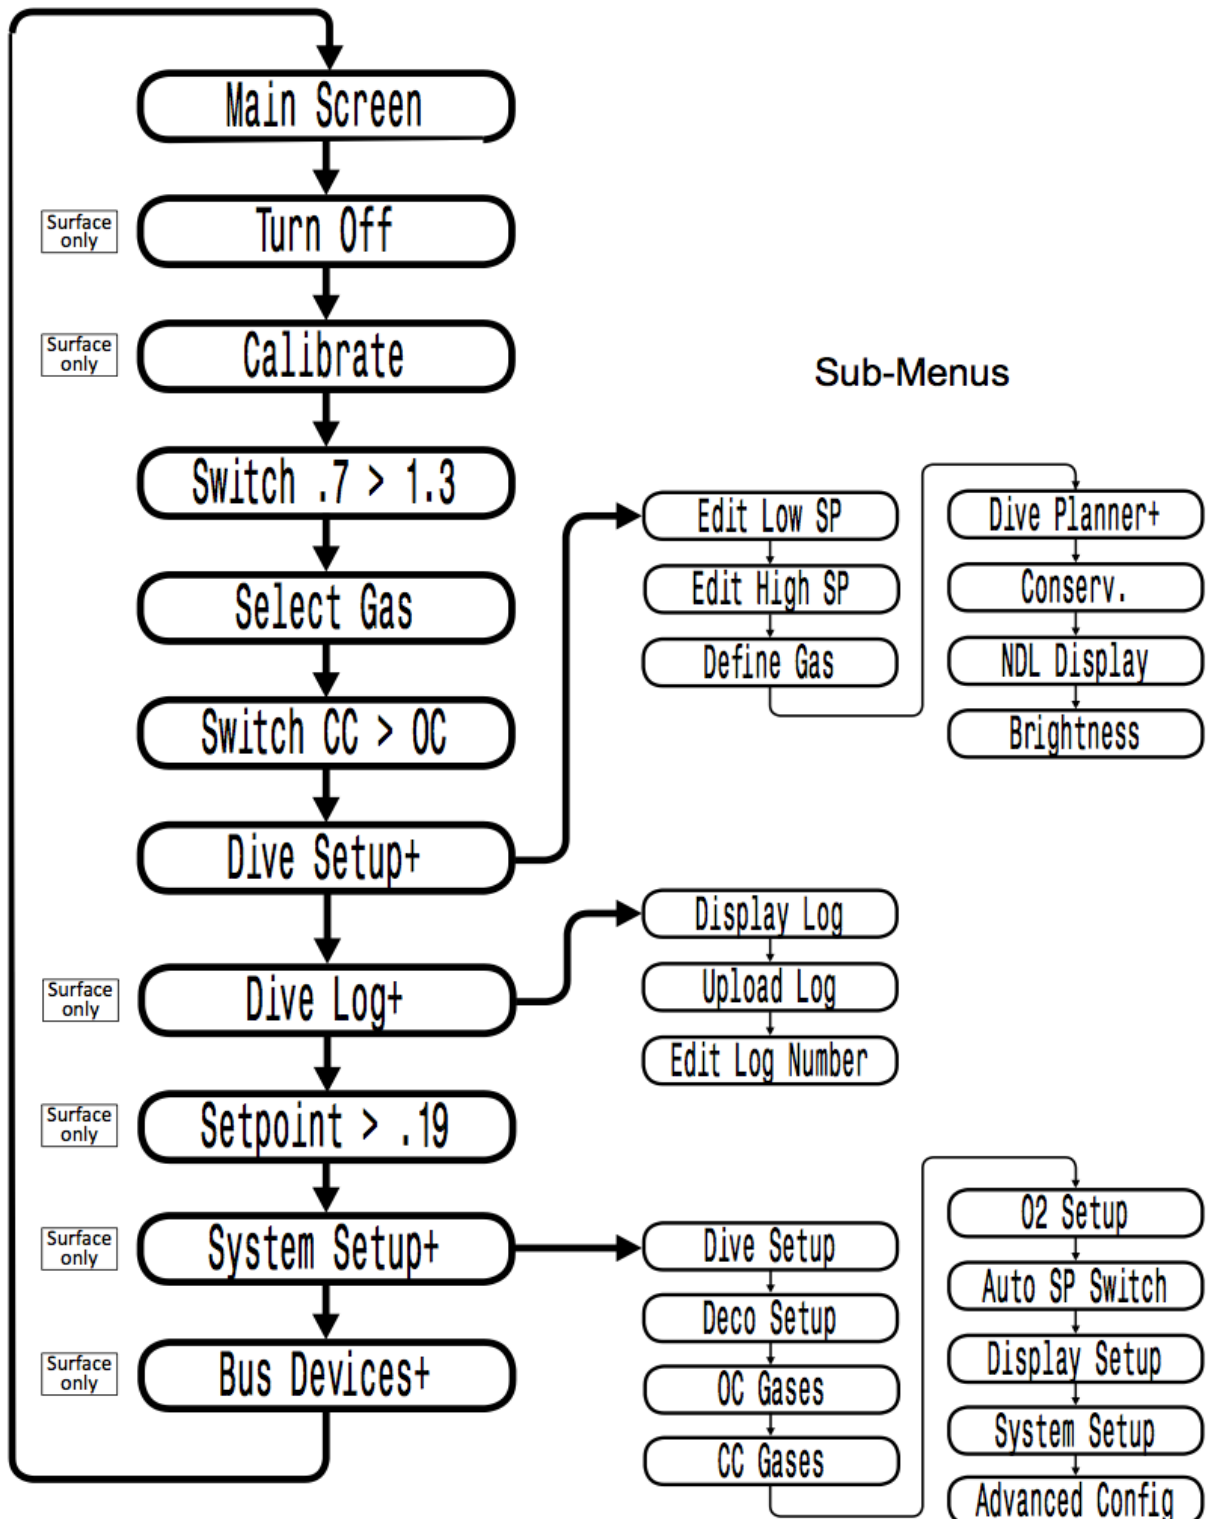 Main Screen
Surface
only
Turn Off
Surface
only
Calibrate
Switch .7 > 1.3
Select Gas
Switch CC > OC
Dive Setup+
Surface
only
Dive Log+
Surface
only
Setpoint > .19
Surface
only
System Setup+
Surface
only
Bus Devices+
Sub-Menus
Edit Low SP
Edit High SP
Define Gas
Dive Planner+
Conserv.
NDL Display
Brightness
Display Log
Upload Log
Edit Log Number
Dive Setup
Deco Setup
OC Gases
CC Gases
O2 Setup
Auto SP Switch
Display Setup
System Setup
Advanced Config